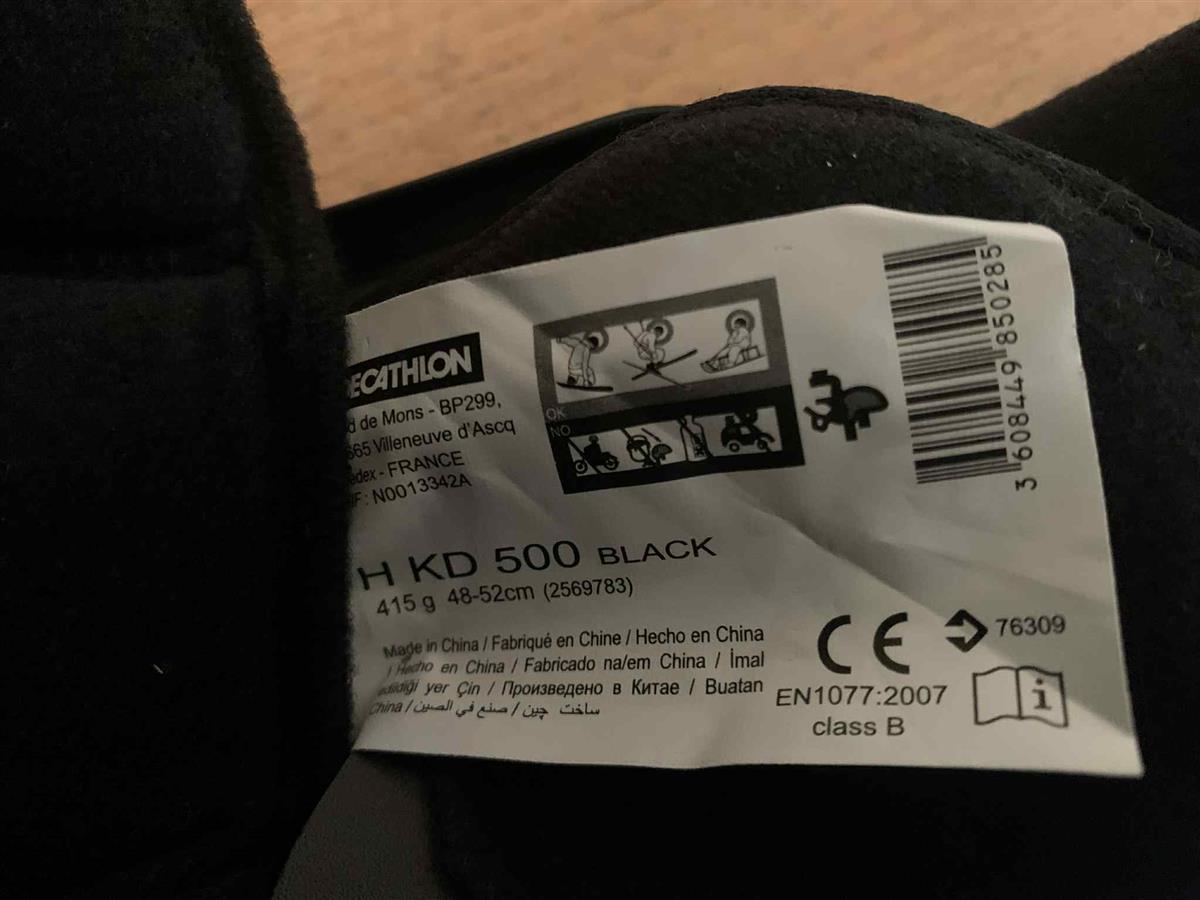 DECATHLON
d de Mons - BP299,
665 Villeneuve d'Ascq
edex - FRANCE
IF : N0013342A
OK
NO
3 608449 850285
H KD 500 BLACK
415 g 48-52cm (2569783)
Made in China / Fabriqué en Chine / Hecho en China
/ Hecho en China / Fabricado na/em China / İmal
edildiği yer Çin / Произведено в Китае / Buatan
China / ساخت چین / صنع في الصين
CE
76309
EN1077:2007
class B
i